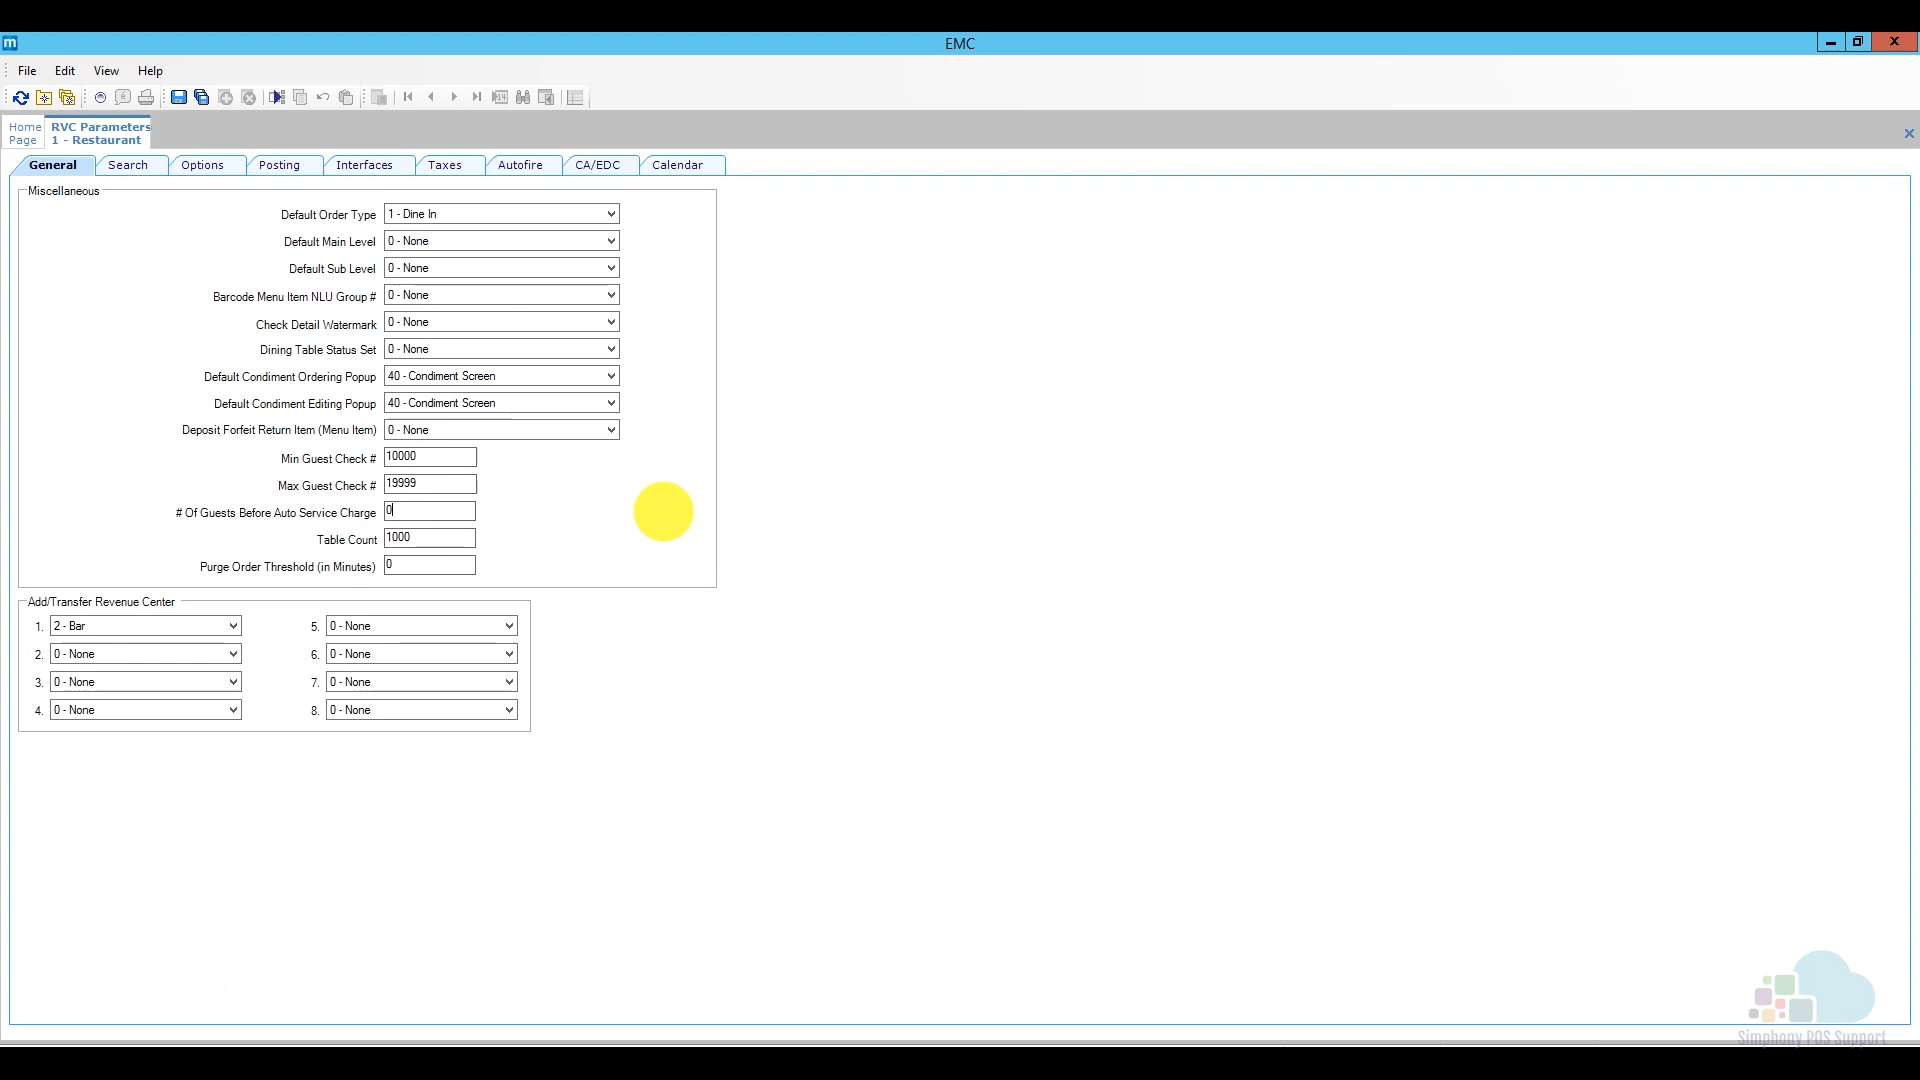 EMC
File Edit View Help
Home Page
RVC Parameters
1 - Restaurant
General Search Options Posting Interfaces Taxes Autofire CA/EDC Calendar
Miscellaneous
Default Order Type 1 - Dine In
Default Main Level 0 - None
Default Sub Level 0 - None
Barcode Menu Item NLU Group # 0 - None
Check Detail Watermark 0 - None
Dining Table Status Set 0 - None
Default Condiment Ordering Popup 40 - Condiment Screen
Default Condiment Editing Popup 40 - Condiment Screen
Deposit Forfeit Return Item (Menu Item) 0 - None
Min Guest Check # 10000
Max Guest Check # 19999
# Of Guests Before Auto Service Charge 0
Table Count 1000
Purge Order Threshold (in Minutes) 0
Add/Transfer Revenue Center
1. 2 - Bar 5. 0 - None
2. 0 - None 6. 0 - None
3. 0 - None 7. 0 - None
4. 0 - None 8. 0 - None
Simphony POS Support